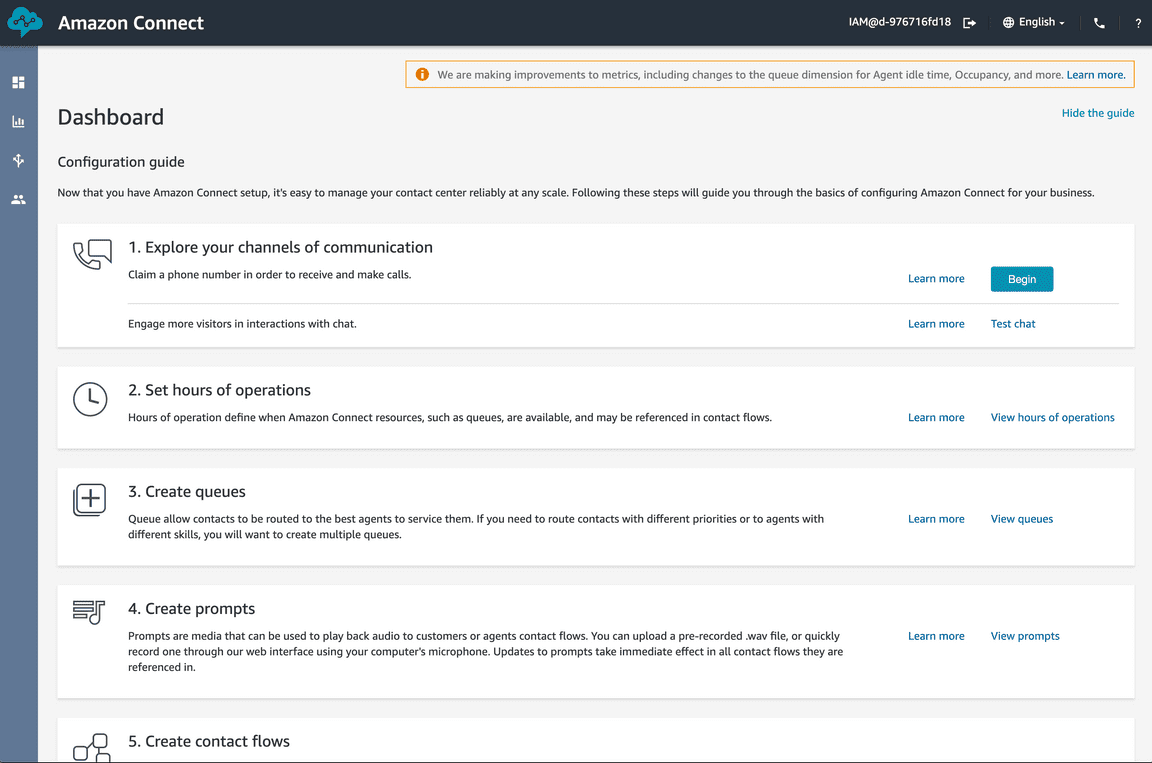 Amazon Connect
IAM@d-976716fd18
English
?
We are making improvements to metrics, including changes to the queue dimension for Agent idle time, Occupancy, and more. Learn more.
Dashboard
Hide the guide
Configuration guide
Now that you have Amazon Connect setup, it's easy to manage your contact center reliably at any scale. Following these steps will guide you through the basics of configuring Amazon Connect for your business.
1. Explore your channels of communication
Claim a phone number in order to receive and make calls.
Learn more
Begin
Engage more visitors in interactions with chat.
Learn more
Test chat
2. Set hours of operations
Hours of operation define when Amazon Connect resources, such as queues, are available, and may be referenced in contact flows.
Learn more
View hours of operations
3. Create queues
Queue allow contacts to be routed to the best agents to service them. If you need to route contacts with different priorities or to agents with
different skills, you will want to create multiple queues.
Learn more
View queues
4. Create prompts
Prompts are media that can be used to play back audio to customers or agents contact flows. You can upload a pre-recorded .wav file, or quickly
record one through our web interface using your computer's microphone. Updates to prompts take immediate effect in all contact flows they are
referenced in.
Learn more
View prompts
5. Create contact flows